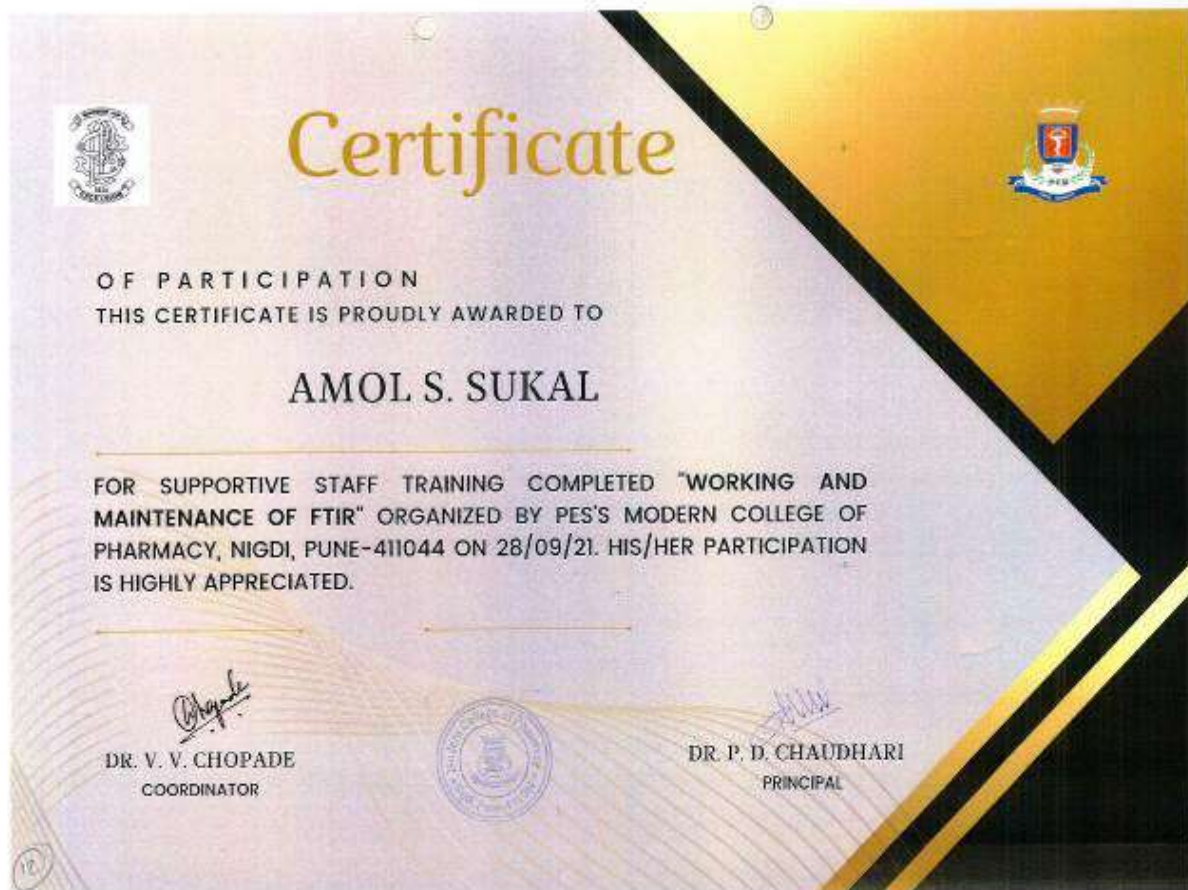 Certificate
OF PARTICIPATION
THIS CERTIFICATE IS PROUDLY AWARDED TO
AMOL S. SUKAL
FOR SUPPORTIVE STAFF TRAINING COMPLETED "WORKING AND
MAINTENANCE OF FTIR" ORGANIZED BY PES'S MODERN COLLEGE OF
PHARMACY, NIGDI, PUNE-411044 ON 28/09/21. HIS/HER PARTICIPATION
IS HIGHLY APPRECIATED.
Chopade
DR. V. V. CHOPADE
COORDINATOR
DR. P. D. CHAUDHARI
PRINCIPAL